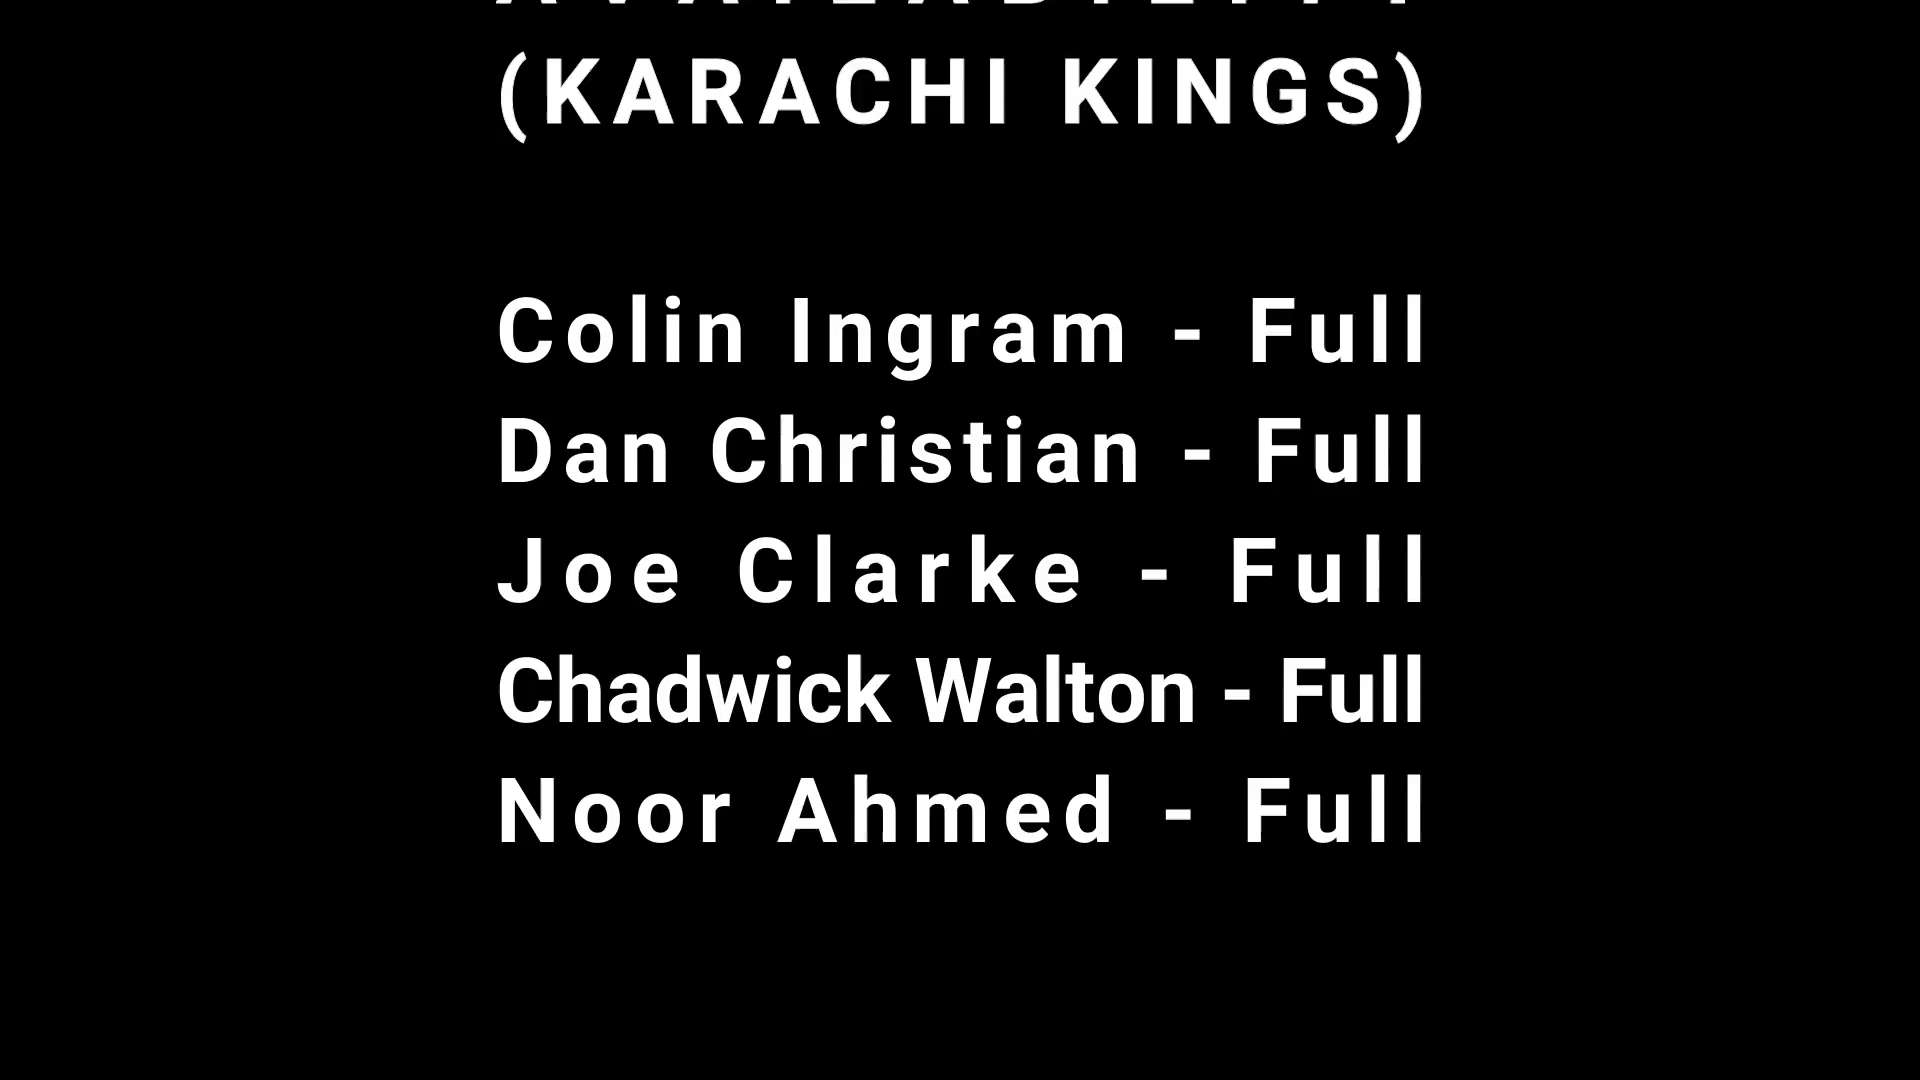 (KARACHI KINGS)
Colin Ingram - Full
Dan Christian - Full
Joe Clarke - Full
Chadwick Walton - Full
Noor Ahmed - Full